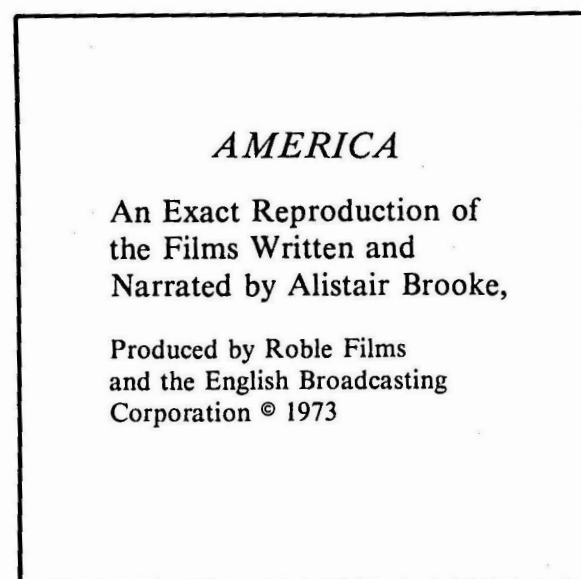 AMERICA
An Exact Reproduction of
the Films Written and
Narrated by Alistair Brooke,
Produced by Roble Films
and the English Broadcasting
Corporation © 1973